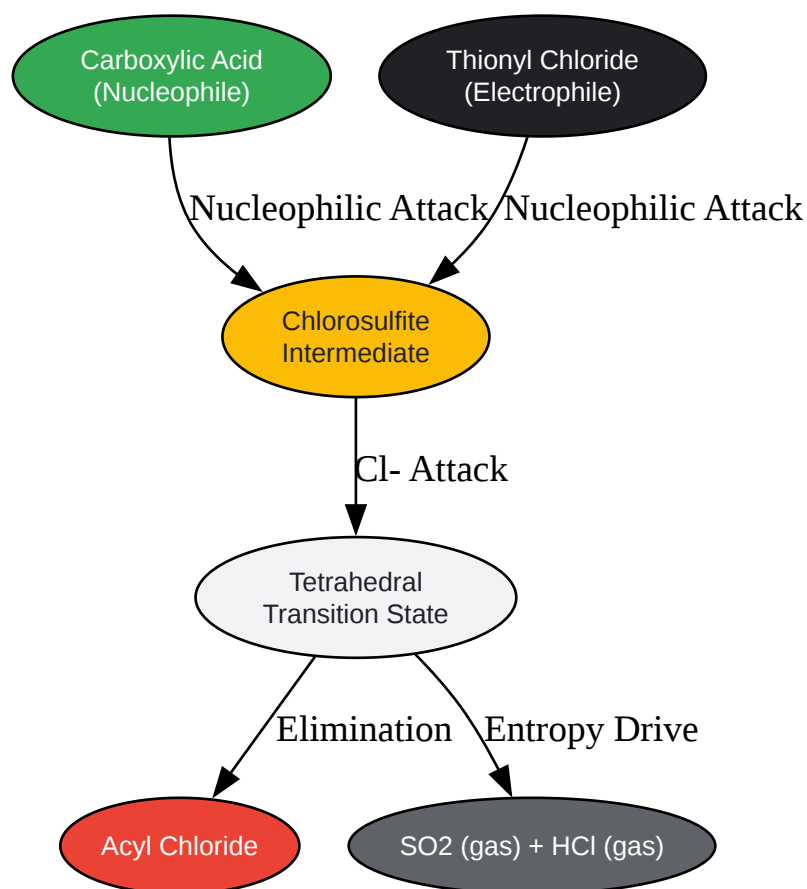 Carboxylic Acid
(Nucleophile)
Thionyl Chloride
(Electrophile)
Nucleophilic Attack
Nucleophilic Attack
Chlorosulfite
Intermediate
Cl- Attack
Tetrahedral
Transition State
Elimination
Entropy Drive
Acyl Chloride
SO2 (gas) + HCl (gas)